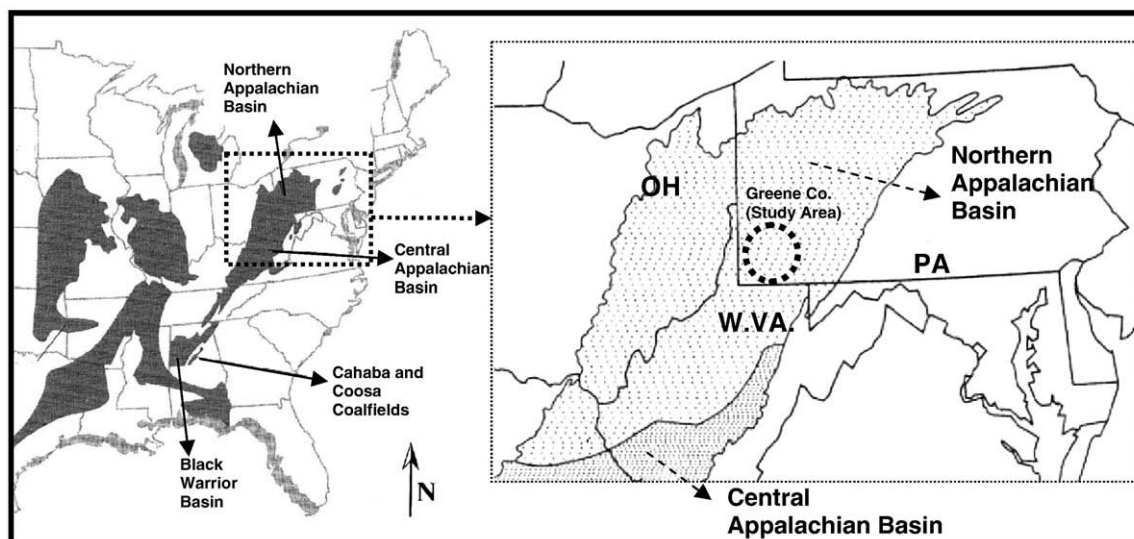 Northern
Appalachian
Basin
Central
Appalachian
Basin
Cahaba and
Coosa
Coalfields
Black
Warrior
Basin
N
OH
Greene Co.
(Study Area)
Northern
Appalachian
Basin
PA
W.VA.
Central
Appalachian Basin